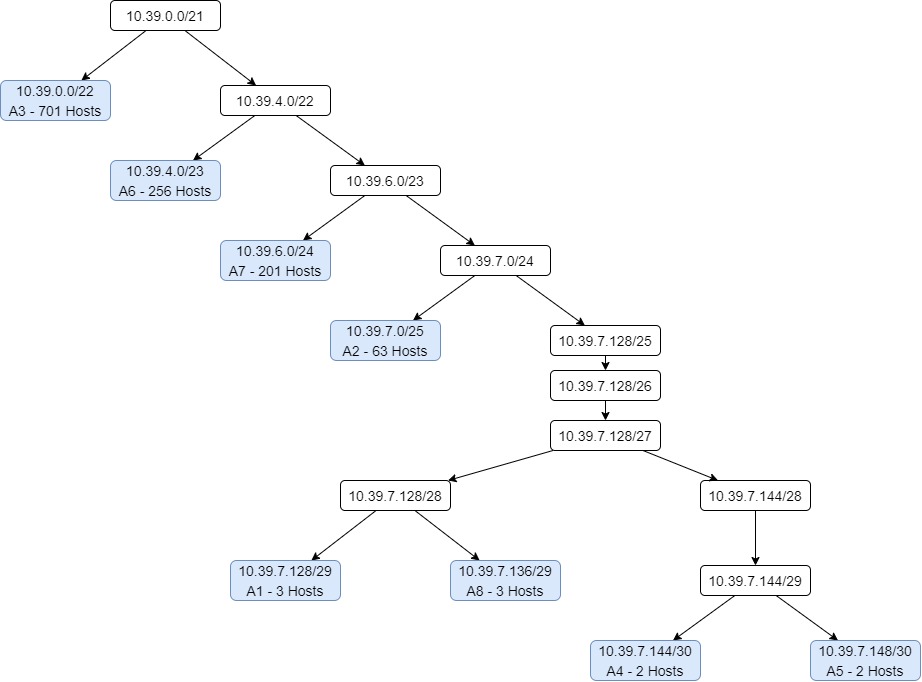 10.39.0.0/21
10.39.0.0/22
A3 - 701 Hosts
10.39.4.0/22
10.39.4.0/23
A6 - 256 Hosts
10.39.6.0/23
10.39.6.0/24
A7 - 201 Hosts
10.39.7.0/24
10.39.7.0/25
A2 - 63 Hosts
10.39.7.128/25
10.39.7.128/26
10.39.7.128/27
10.39.7.128/28
10.39.7.144/28
10.39.7.128/29
A1 - 3 Hosts
10.39.7.136/29
A8 - 3 Hosts
10.39.7.144/29
10.39.7.144/30
A4 - 2 Hosts
10.39.7.148/30
A5 - 2 Hosts